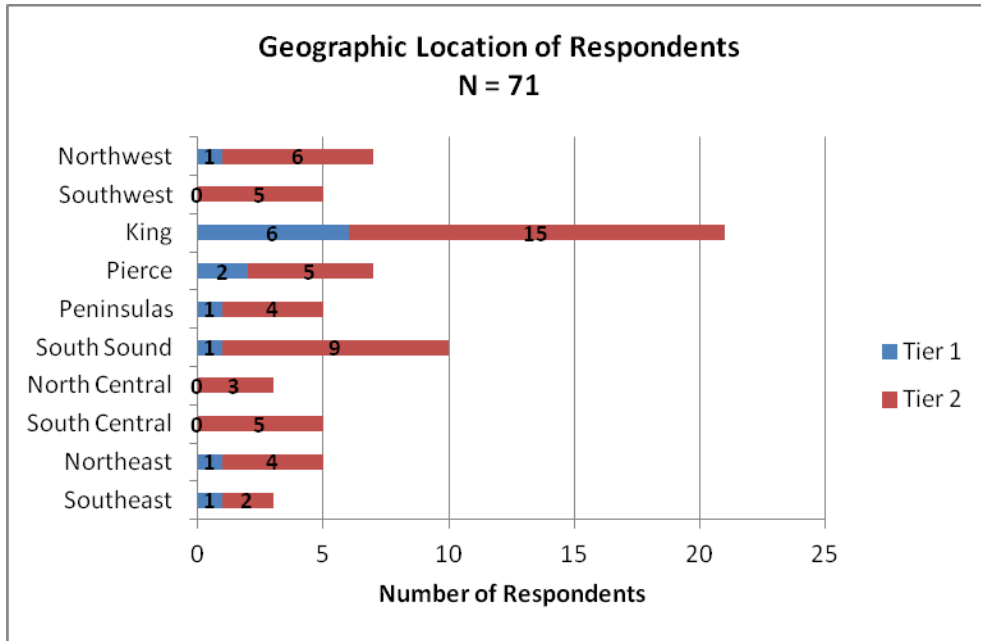 Geographic Location of Respondents
N = 71
Northwest 1 6
Southwest 0 5
King 6 15
Pierce 2 5
Peninsulas 1 4
South Sound 1 9
North Central 0 3
South Central 0 5
Northeast 1 4
Southeast 1 2
0 5 10 15 20 25
Number of Respondents
Tier 1
Tier 2